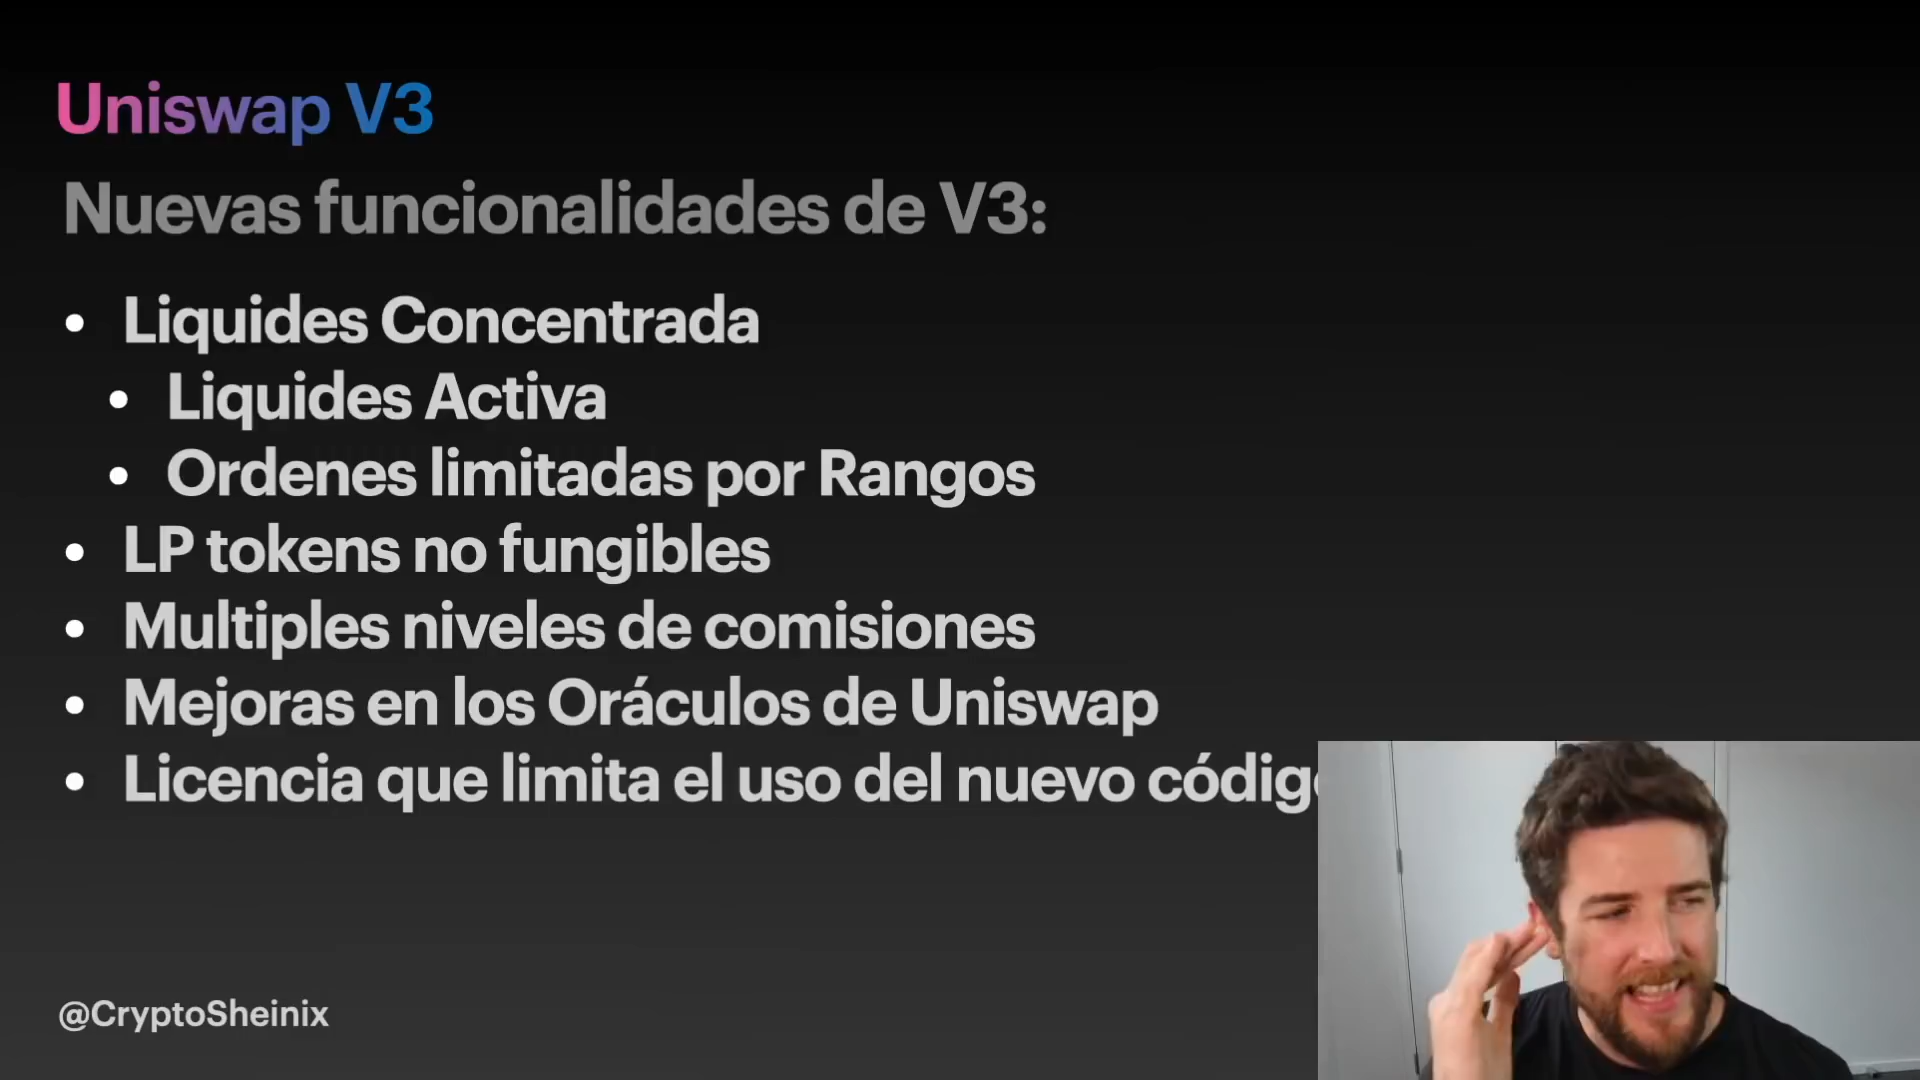 Uniswap V3
Nuevas funcionalidades de V3:
• Liquides Concentrada
• Liquides Activa
• Ordenes limitadas por Rangos
• LP tokens no fungibles
• Multiples niveles de comisiones
• Mejoras en los Oráculos de Uniswap
• Licencia que limita el uso del nuevo
@CryptoSheinix